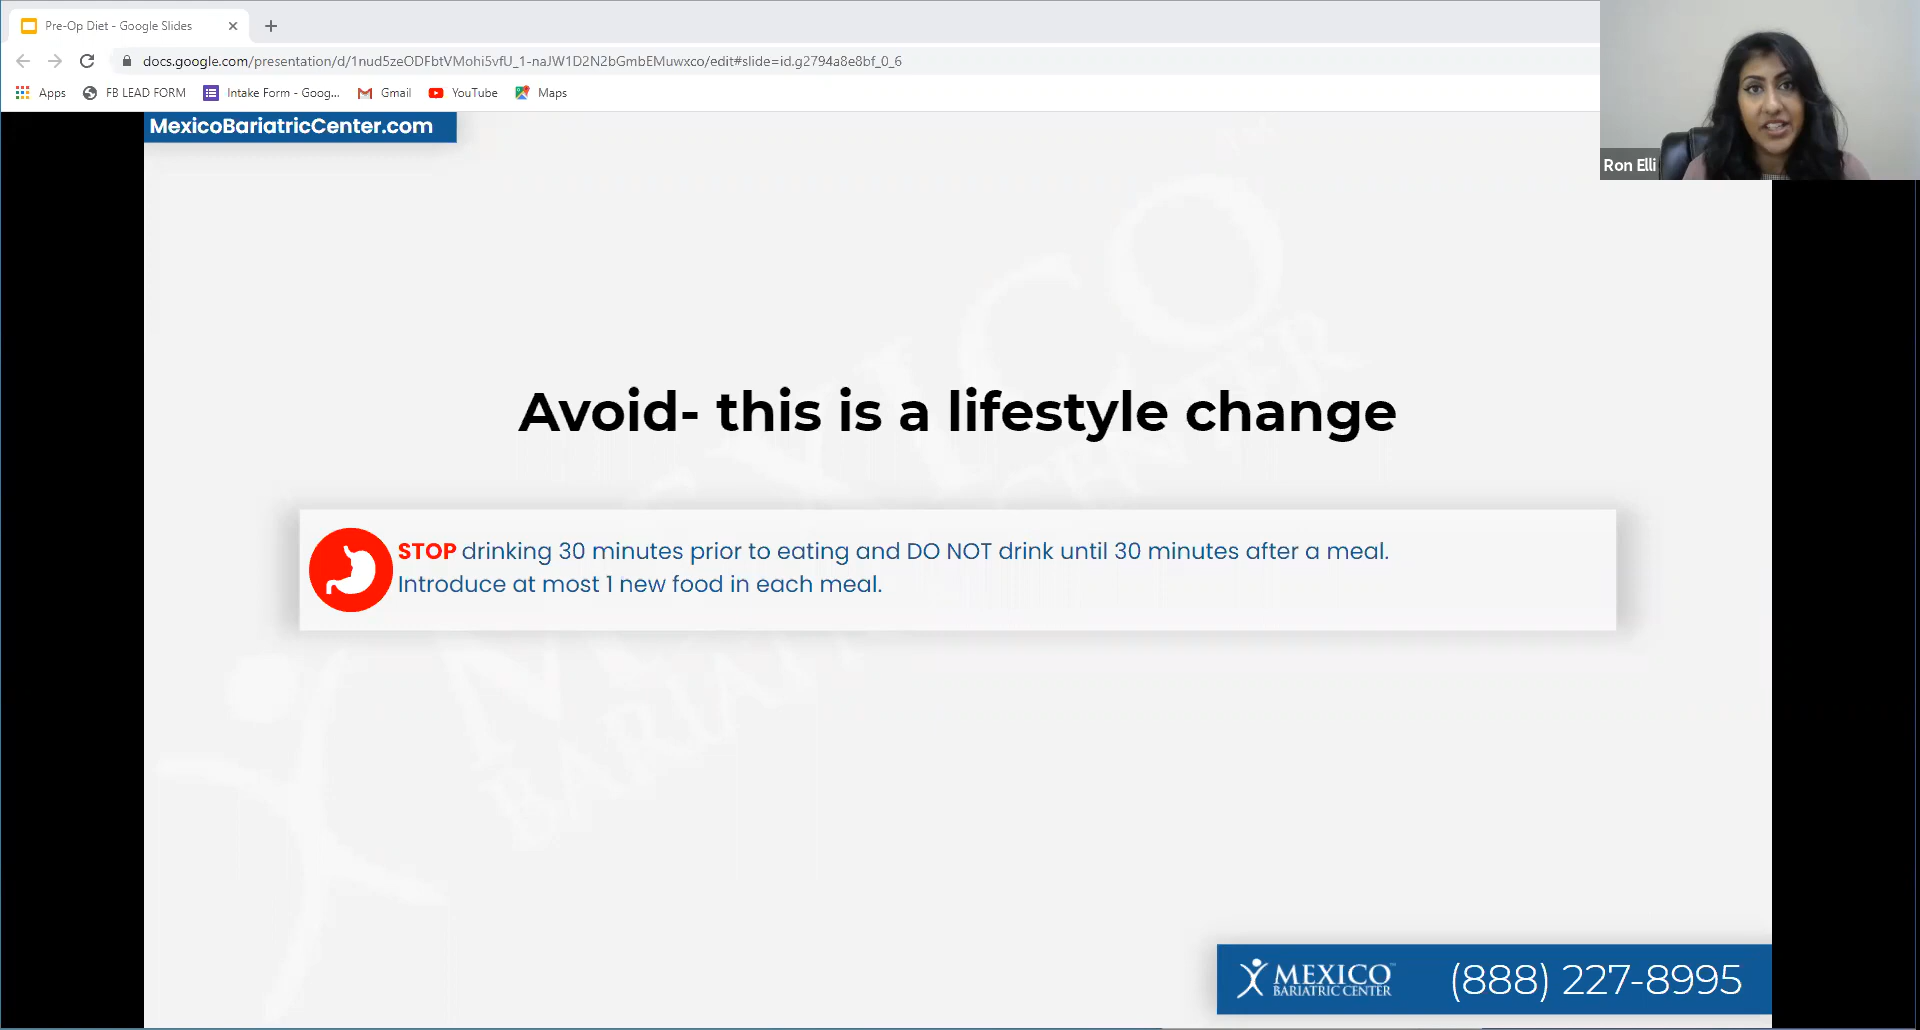 Pre-Op Diet - Google Slides
docs.google.com/presentation/d/1nud5zeODFbtVMohi5vfU_1-naJW1D2N2bGmbEMuwxco/edit#slide=id.g2794a8e8bf_0_6
Apps FB LEAD FORM Intake Form - Goog... Gmail YouTube Maps
Ron Elli
MexicoBariatricCenter.com
MEXICO
BARIATRIC CENTER
Avoid- this is a lifestyle change
STOP drinking 30 minutes prior to eating and DO NOT drink until 30 minutes after a meal.
Introduce at most 1 new food in each meal.
MEXICO
BARIATRIC CENTER
(888) 227-8995